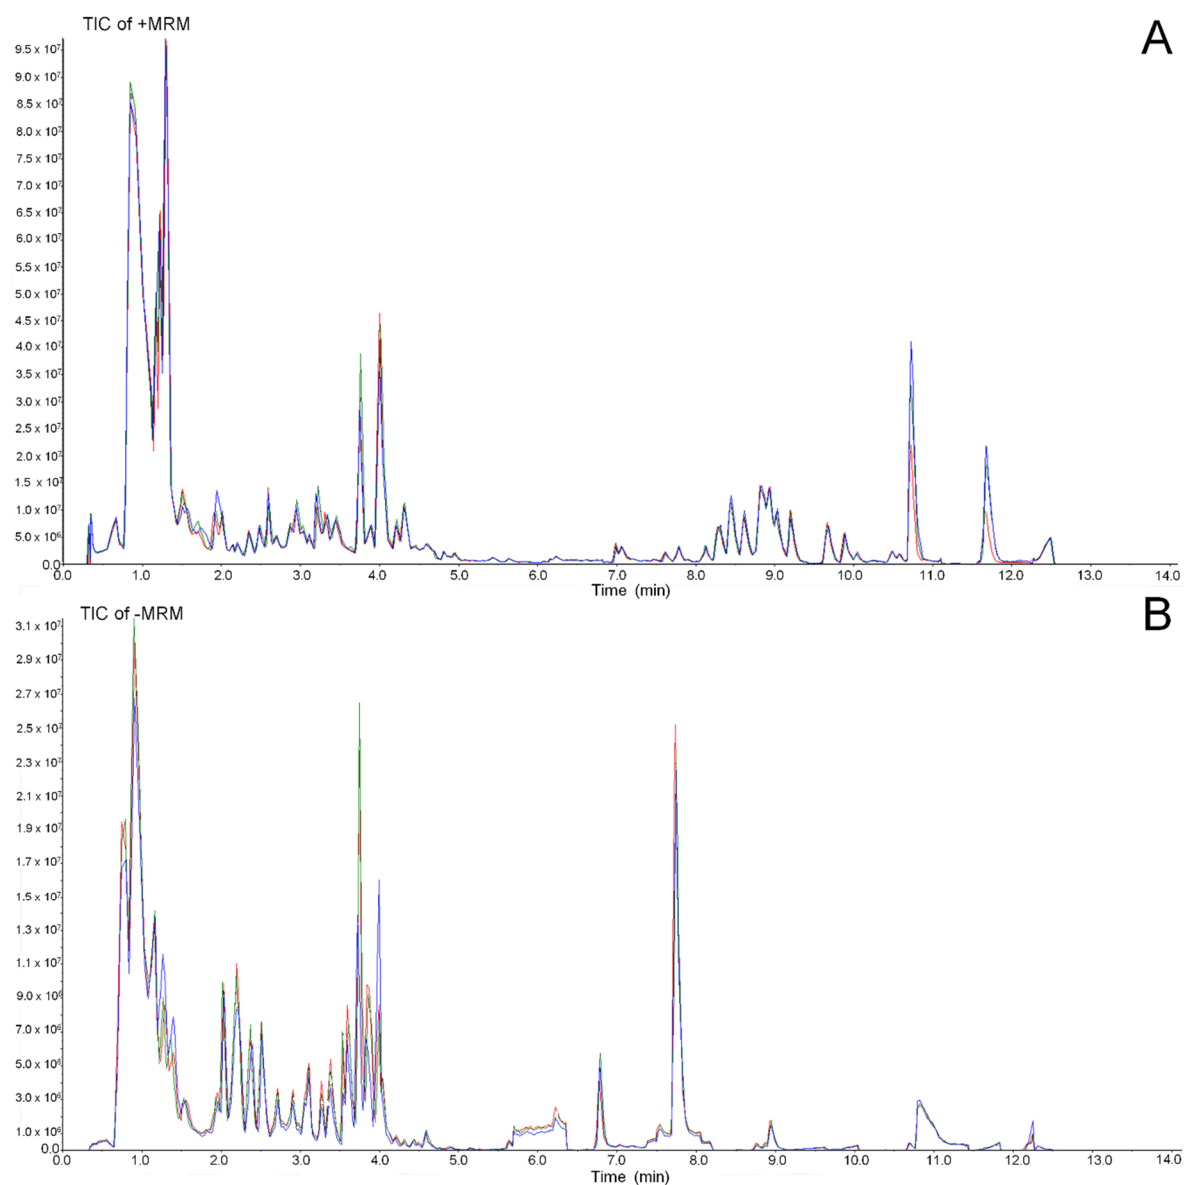 TIC of +MRM
A
9.5 x 10⁷
9.0 x 10⁷
8.5 x 10⁷
8.0 x 10⁷
7.5 x 10⁷
7.0 x 10⁷
6.5 x 10⁷
6.0 x 10⁷
5.5 x 10⁷
5.0 x 10⁷
4.5 x 10⁷
4.0 x 10⁷
3.5 x 10⁷
3.0 x 10⁷
2.5 x 10⁷
2.0 x 10⁷
1.5 x 10⁷
1.0 x 10⁷
5.0 x 10⁶
0.0
0.0 1.0 2.0 3.0 4.0 5.0 6.0 7.0 8.0 9.0 10.0 11.0 12.0 13.0 14.0
Time (min)
TIC of -MRM
B
3.1 x 10⁷
2.9 x 10⁷
2.7 x 10⁷
2.5 x 10⁷
2.3 x 10⁷
2.1 x 10⁷
1.9 x 10⁷
1.7 x 10⁷
1.5 x 10⁷
1.3 x 10⁷
1.1 x 10⁷
9.0 x 10⁶
7.0 x 10⁶
5.0 x 10⁶
3.0 x 10⁶
1.0 x 10⁶
0.0
0.0 1.0 2.0 3.0 4.0 5.0 6.0 7.0 8.0 9.0 10.0 11.0 12.0 13.0 14.0
Time (min)